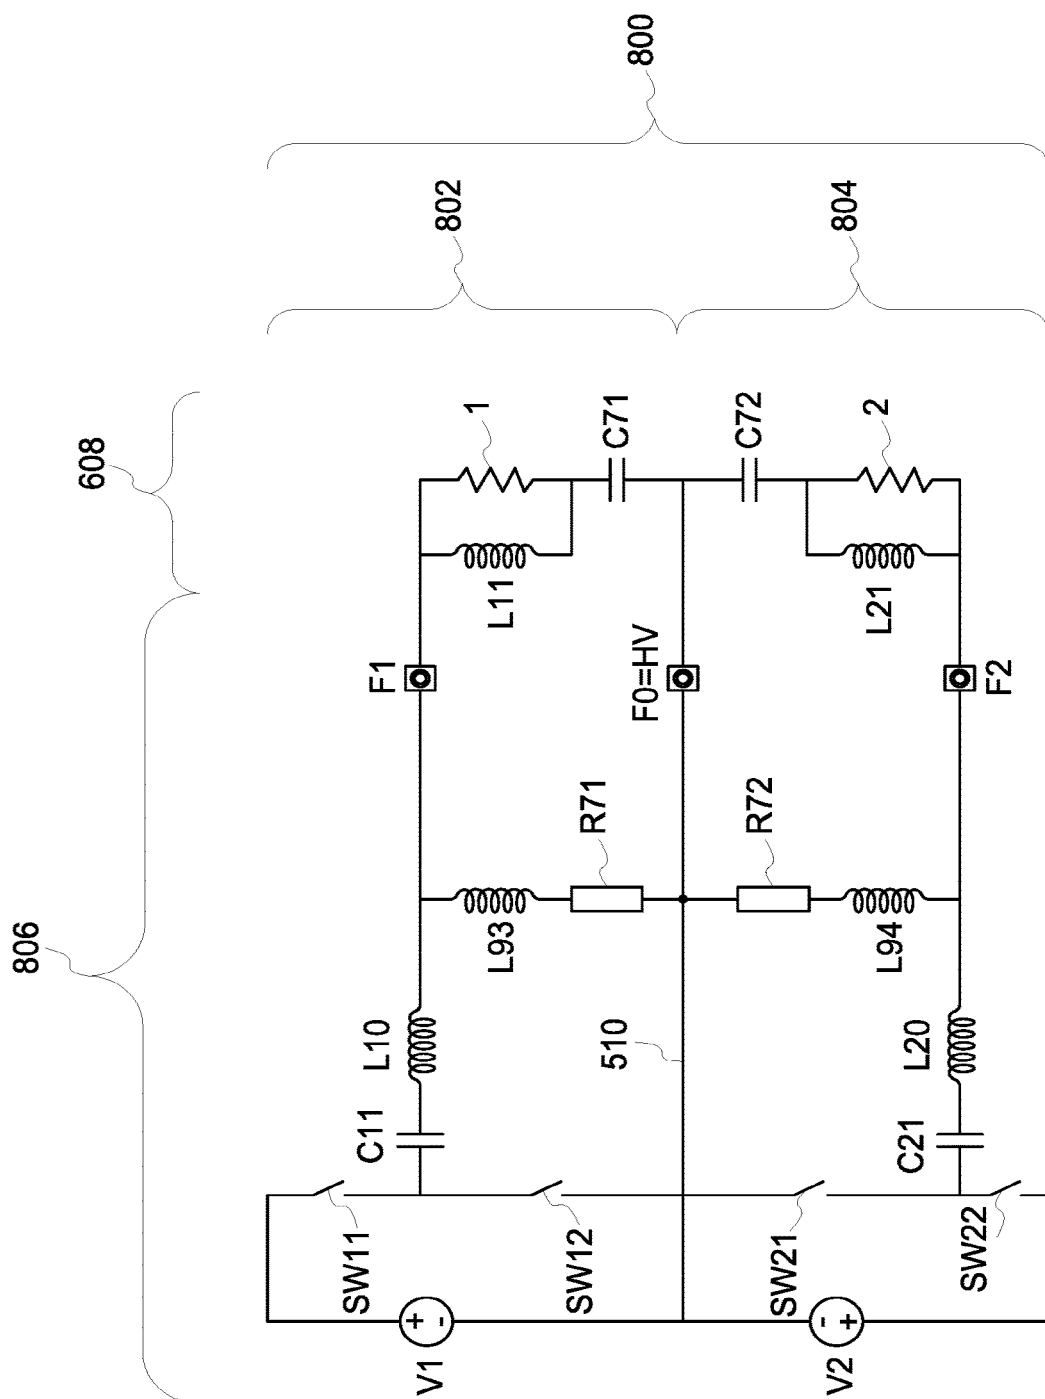 800
802
804
608
806
1
C71
C72
2
L11
L21
F1
F0=HV
F2
R71
R72
L93
L94
L10
510
L20
C11
C21
SW11
SW12
SW21
SW22
V1
+
-
V2
-
+